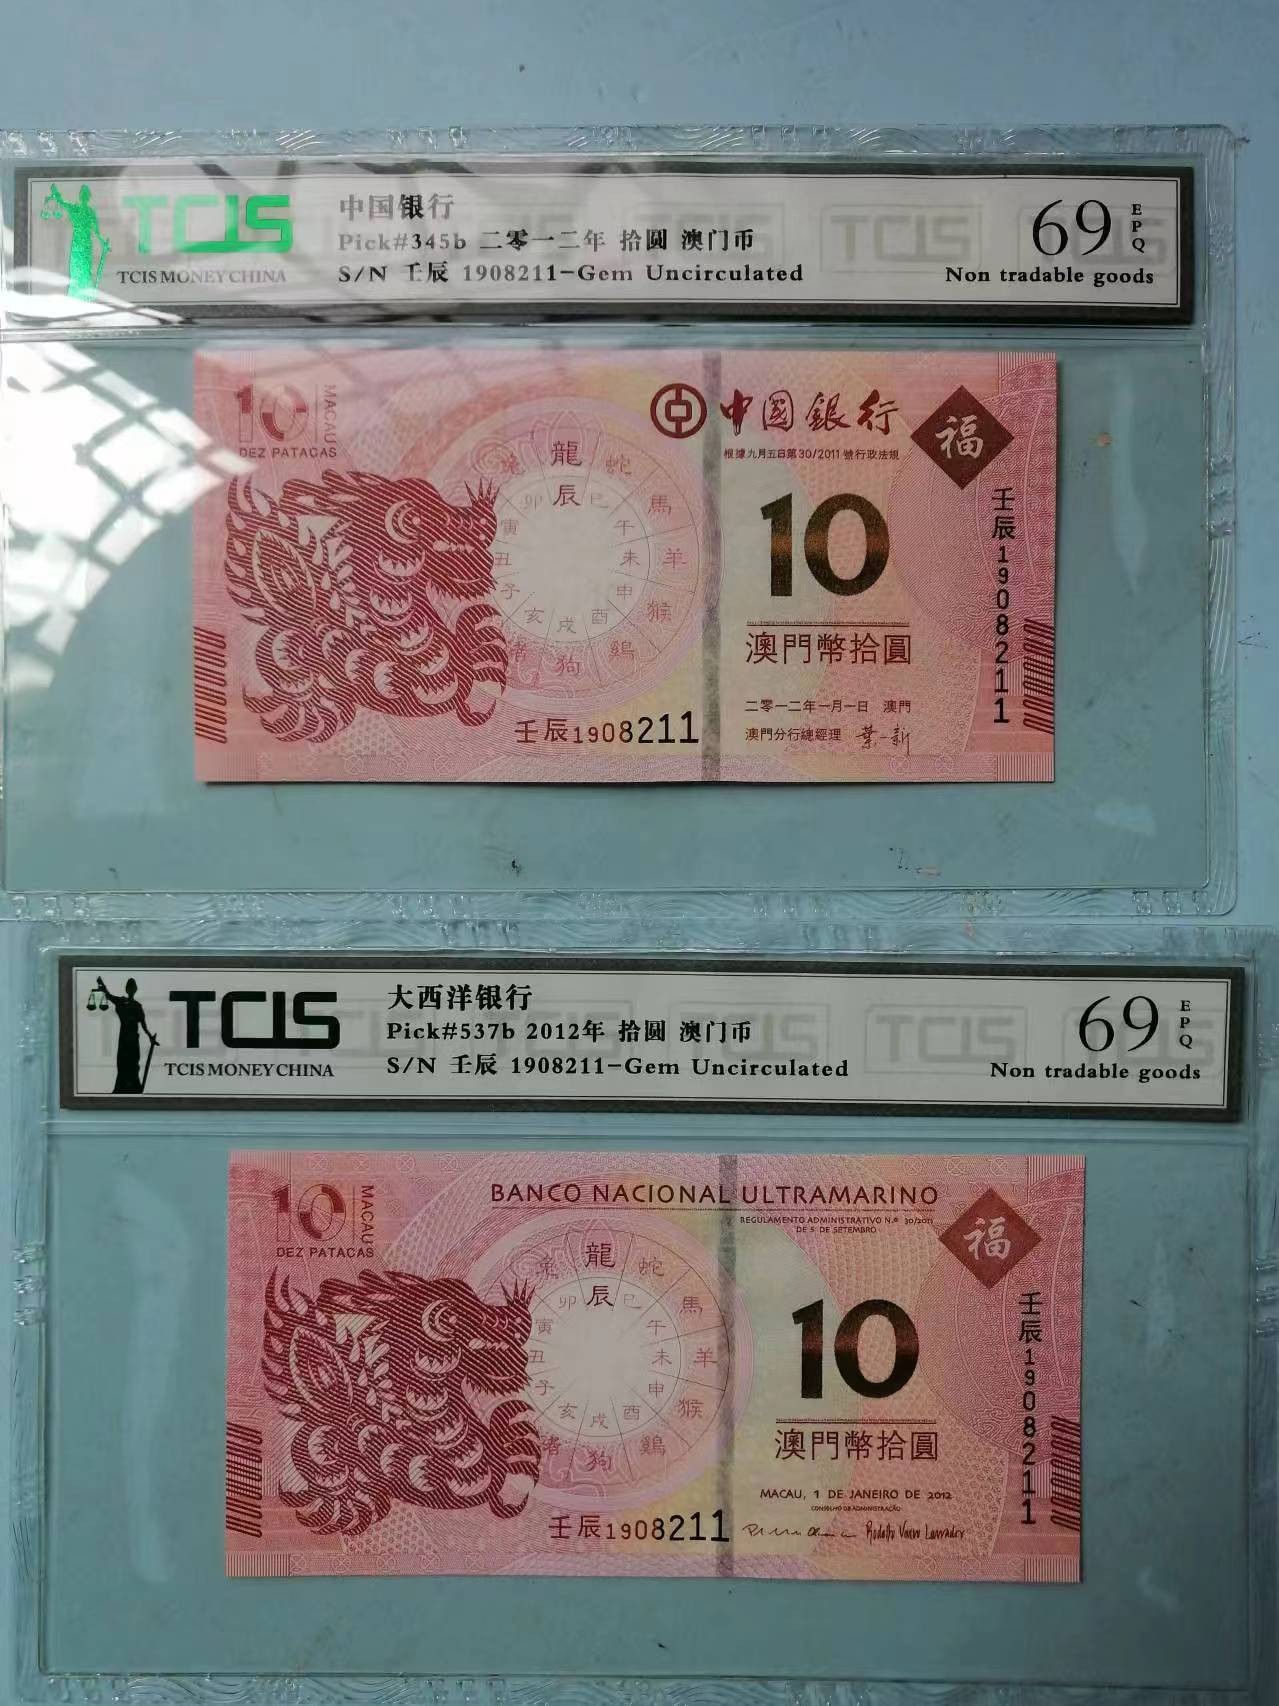 TCIS
TCIS MONEY CHINA
中国银行
Pick#345b 二零一二年 拾圆 澳门币
S/N 壬辰 1908211-Gem Uncirculated
69
EPQ
Non tradable goods
10
MACAU
DEZ PATACAS
中國銀行
根據九月五日第30/2011號行政法規
福
龍 蛇 馬 羊 猴 鷄 狗 猪 兔
辰 巳 午 未 申 酉 戌 亥 子 丑 寅 卯
10
澳門幣拾圓
二零一二年一月一日 澳門
澳門分行總經理 葉一新
壬辰1908211
壬辰1908211
TCIS
TCIS MONEY CHINA
大西洋银行
Pick#537b 2012年 拾圆 澳门币
S/N 壬辰 1908211-Gem Uncirculated
69
EPQ
Non tradable goods
10
MACAU
DEZ PATACAS
BANCO NACIONAL ULTRAMARINO
REGULAMENTO ADMINISTRATIVO N.º 30/2011
DE 5 DE SETEMBRO
福
龍 蛇 馬 羊 猴 鷄 狗 猪 兔
辰 巳 午 未 申 酉 戌 亥 子 丑 寅 卯
10
澳門幣拾圓
MACAU, 1 DE JANEIRO DE 2012
CONSELHO DE ADMINISTRAÇÃO
壬辰1908211
壬辰1908211